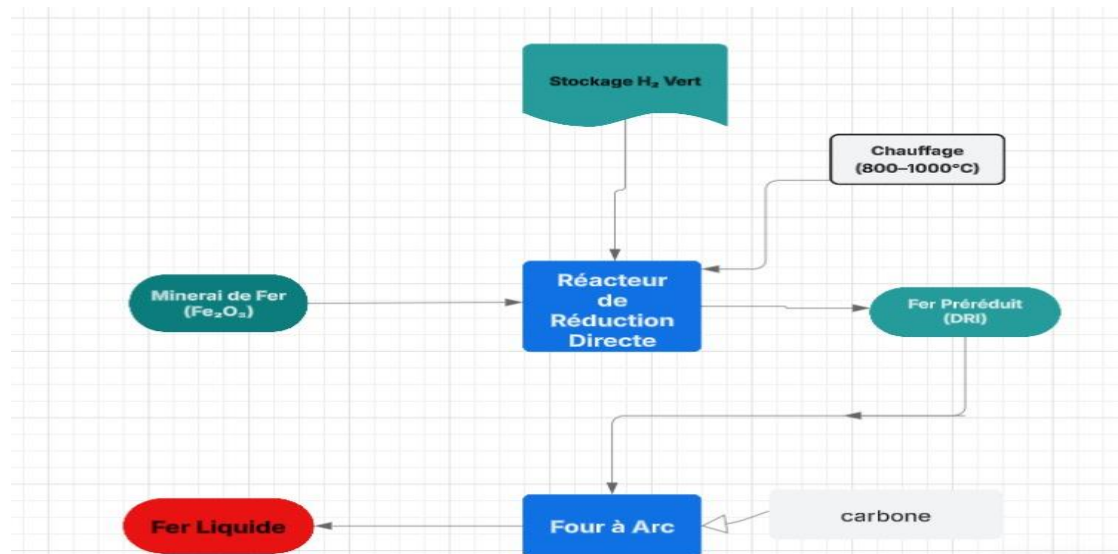 Stockage H₂ Vert
Chauffage
(800–1000°C)
Minerai de Fer
(Fe₂O₃)
Réacteur
de
Réduction
Directe
Fer Préréduit
(DRI)
Fer Liquide
Four à Arc
carbone